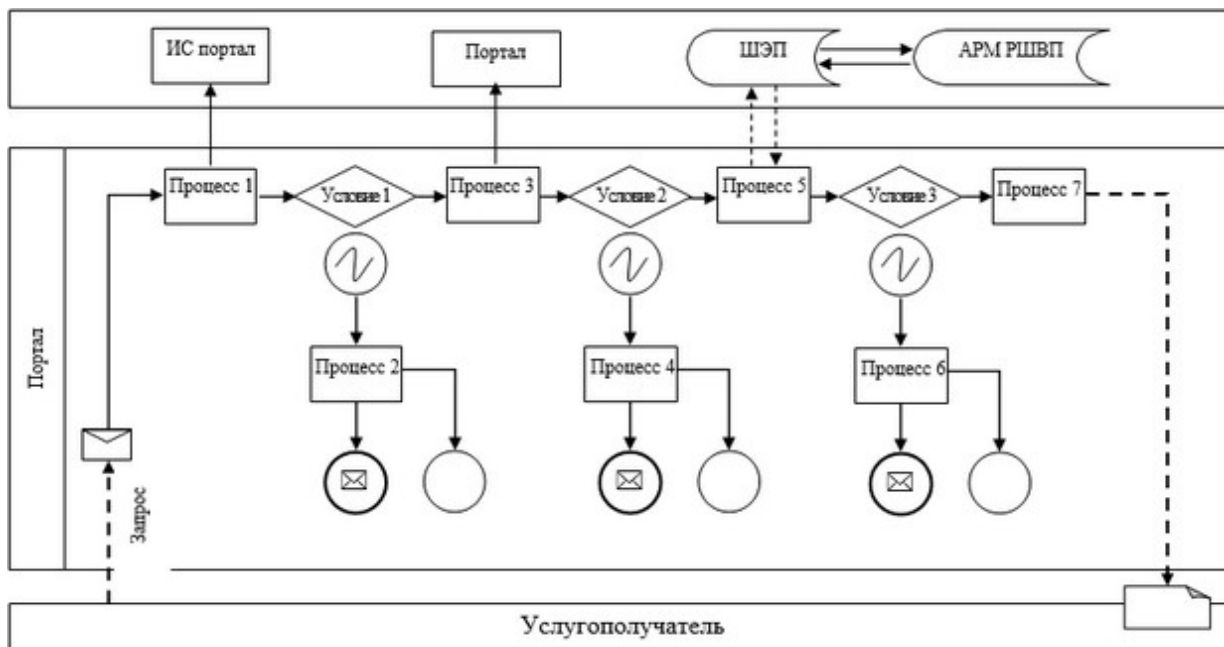 ИС портал
Портал
ШЭП
АРМ РШВП
Процесс 1
Условие 1
Процесс 3
Условие 2
Процесс 5
Условие 3
Процесс 7
Процесс 2
Процесс 4
Процесс 6
Портал
Запрос
Услугополучатель